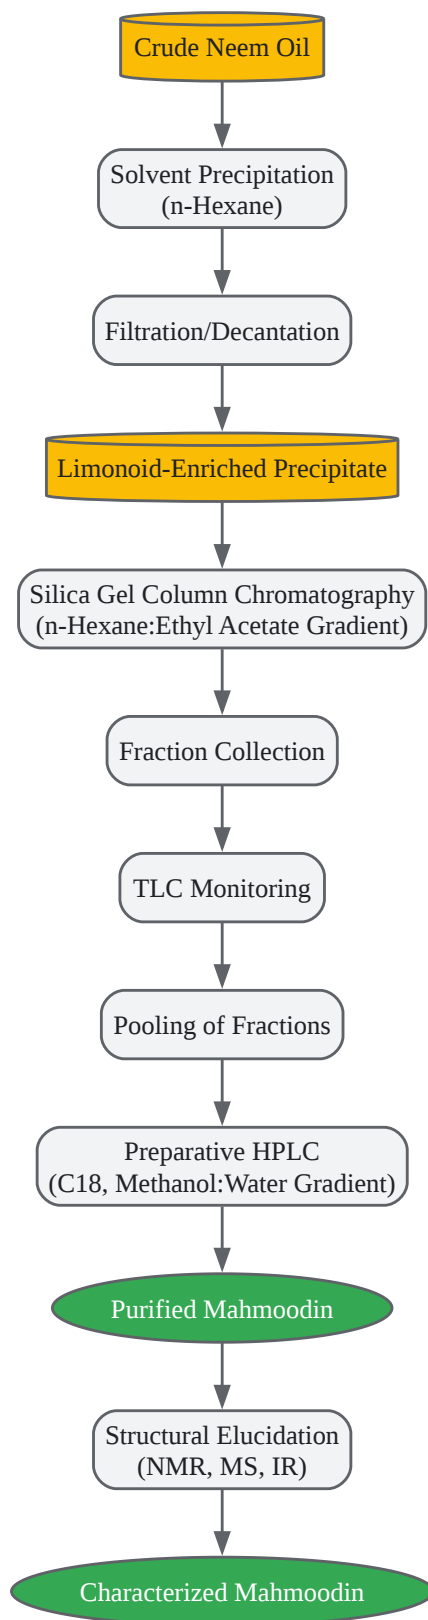 Crude Neem Oil
Solvent Precipitation
(n-Hexane)
Filtration/Decantation
Limonoid-Enriched Precipitate
Silica Gel Column Chromatography
(n-Hexane:Ethyl Acetate Gradient)
Fraction Collection
TLC Monitoring
Pooling of Fractions
Preparative HPLC
(C18, Methanol:Water Gradient)
Purified Mahmoodin
Structural Elucidation
(NMR, MS, IR)
Characterized Mahmoodin